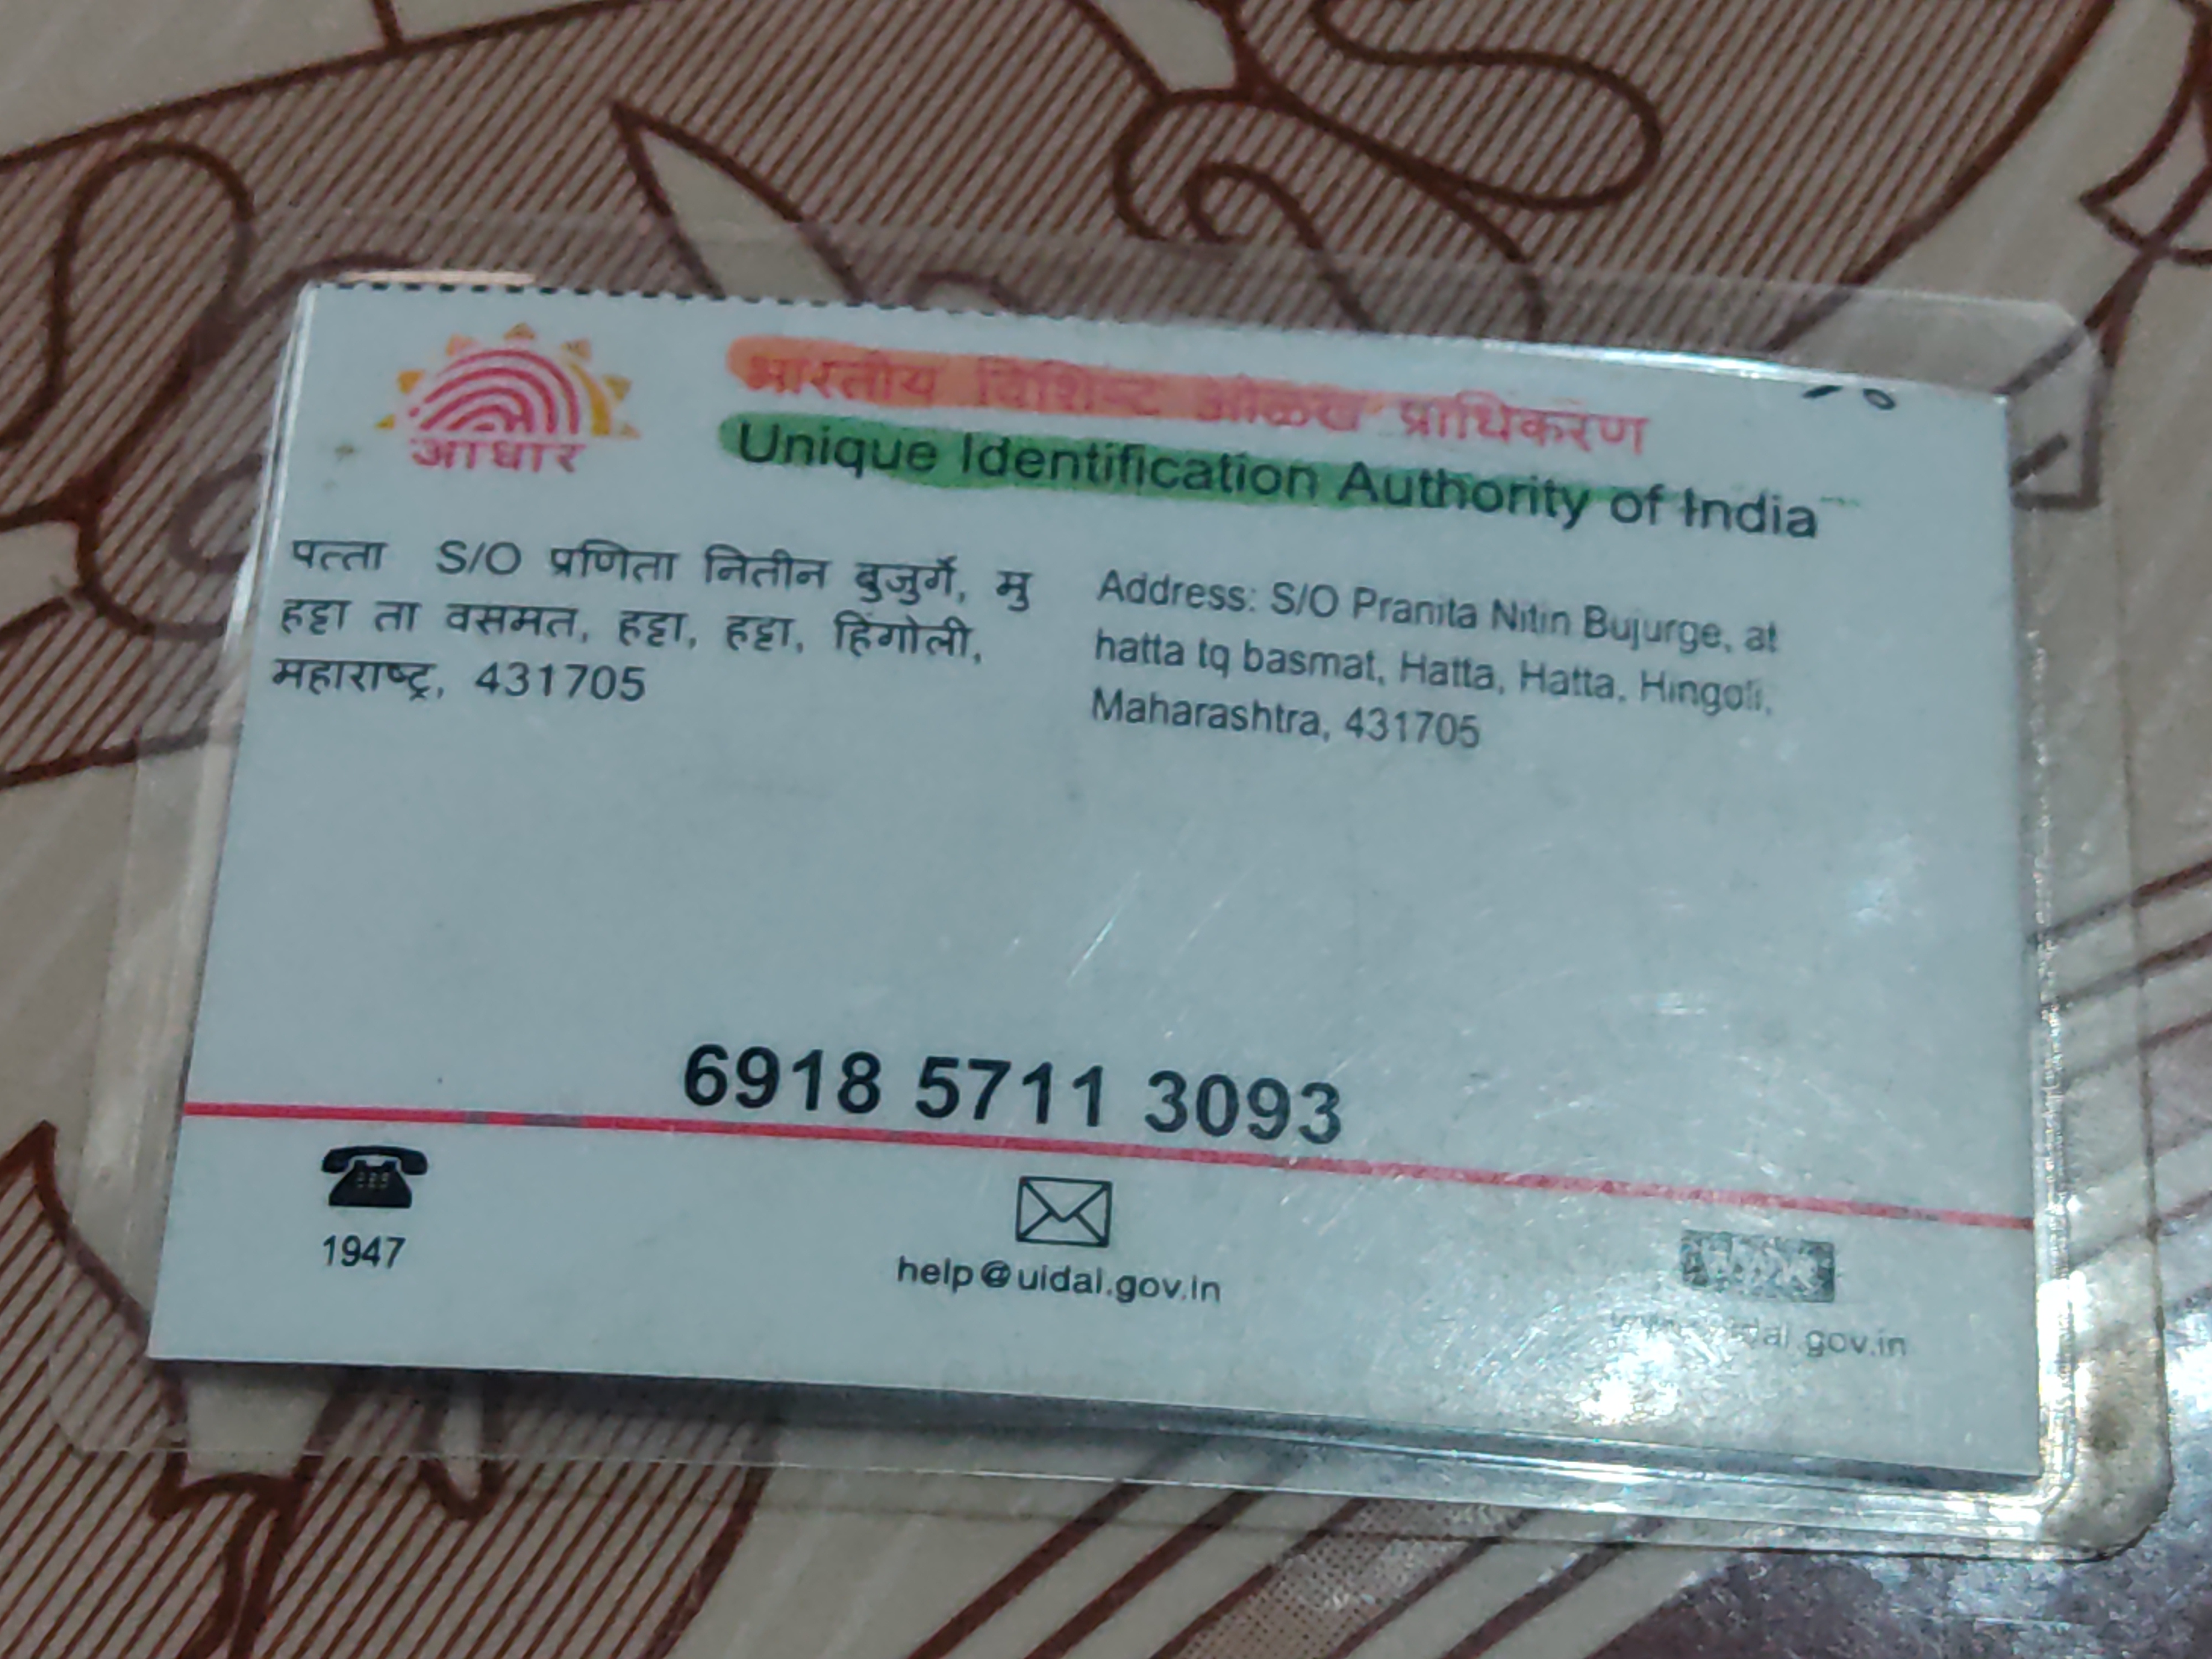 आधार
भारतीय विशिष्ट ओळख प्राधिकरण
Unique Identification Authority of India
पत्ता S/O प्रणिता नितीन बुजुर्गे, मु
हट्टा ता वसमत, हट्टा, हट्टा, हिंगोली,
महाराष्ट्र, 431705
Address: S/O Pranita Nitin Bujurge, at
hatta tq basmat, Hatta, Hatta, Hingoli,
Maharashtra, 431705
6918 5711 3093
1947
help@uidai.gov.in